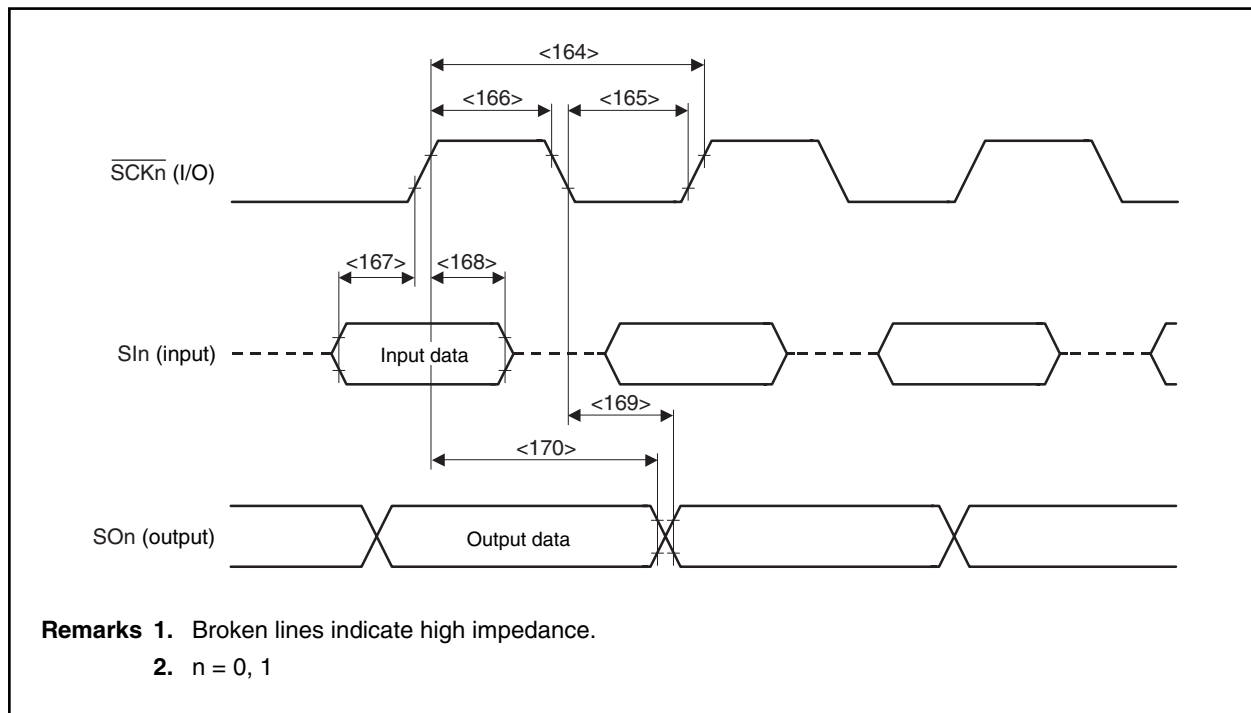 <164>
<166> <165>
S̅C̅K̅n̅ (I/O)
<167> <168>
SIn (input)
Input data
<169>
<170>
SOn (output)
Output data
Remarks 1. Broken lines indicate high impedance.
2. n = 0, 1